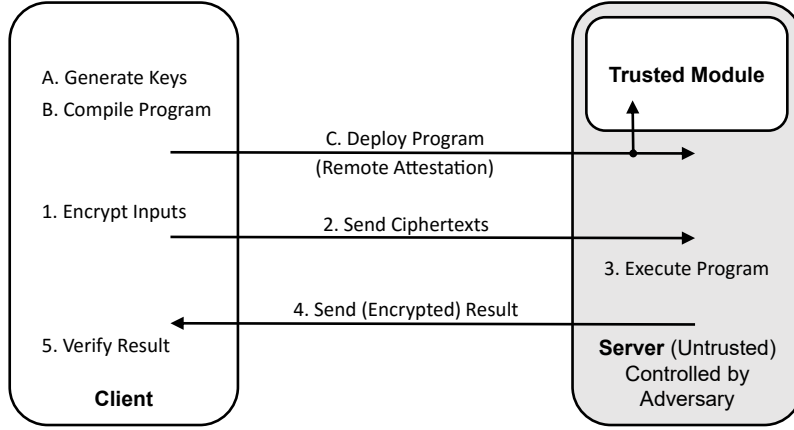 A. Generate Keys
B. Compile Program
Trusted Module
C. Deploy Program
(Remote Attestation)
1. Encrypt Inputs
2. Send Ciphertexts
3. Execute Program
4. Send (Encrypted) Result
5. Verify Result
Client
Server (Untrusted)
Controlled by
Adversary